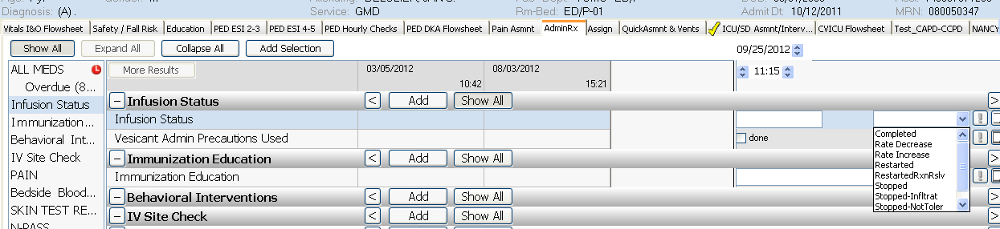 Diagnosis: (A) .
Service: GMD
Rm-Bed: ED/P-01
Admit Dt: 10/12/2011
MRN: 080050347
Vitals I&O Flowsheet Safety / Fall Risk Education PED ESI 2-3 PED ESI 4-5 PED Hourly Checks PED DKA Flowsheet Pain Asmnt AdminRx Assign QuickAsmnt & Vents ICU/SD Asmnt/Interv... CVICU Flowsheet Test_CAPD-CCPD NANCY
Show All Expand All Collapse All Add Selection
09/25/2012
11:15
ALL MEDS
Overdue (8...
Infusion Status
Immunization...
Behavioral Int...
IV Site Check
PAIN
Bedside Blood...
SKIN TEST RE...
N-PASS
More Results
03/05/2012 08/03/2012
10:42 15:21
Infusion Status < Add Show All >
Infusion Status
Vesicant Admin Precautions Used done
Immunization Education < Add Show All >
Immunization Education
Behavioral Interventions < Add Show All >
IV Site Check < Add Show All >
Completed
Rate Decrease
Rate Increase
Restarted
RestartedRxnRslv
Stopped
Stopped-Infltrat
Stopped-NotToler